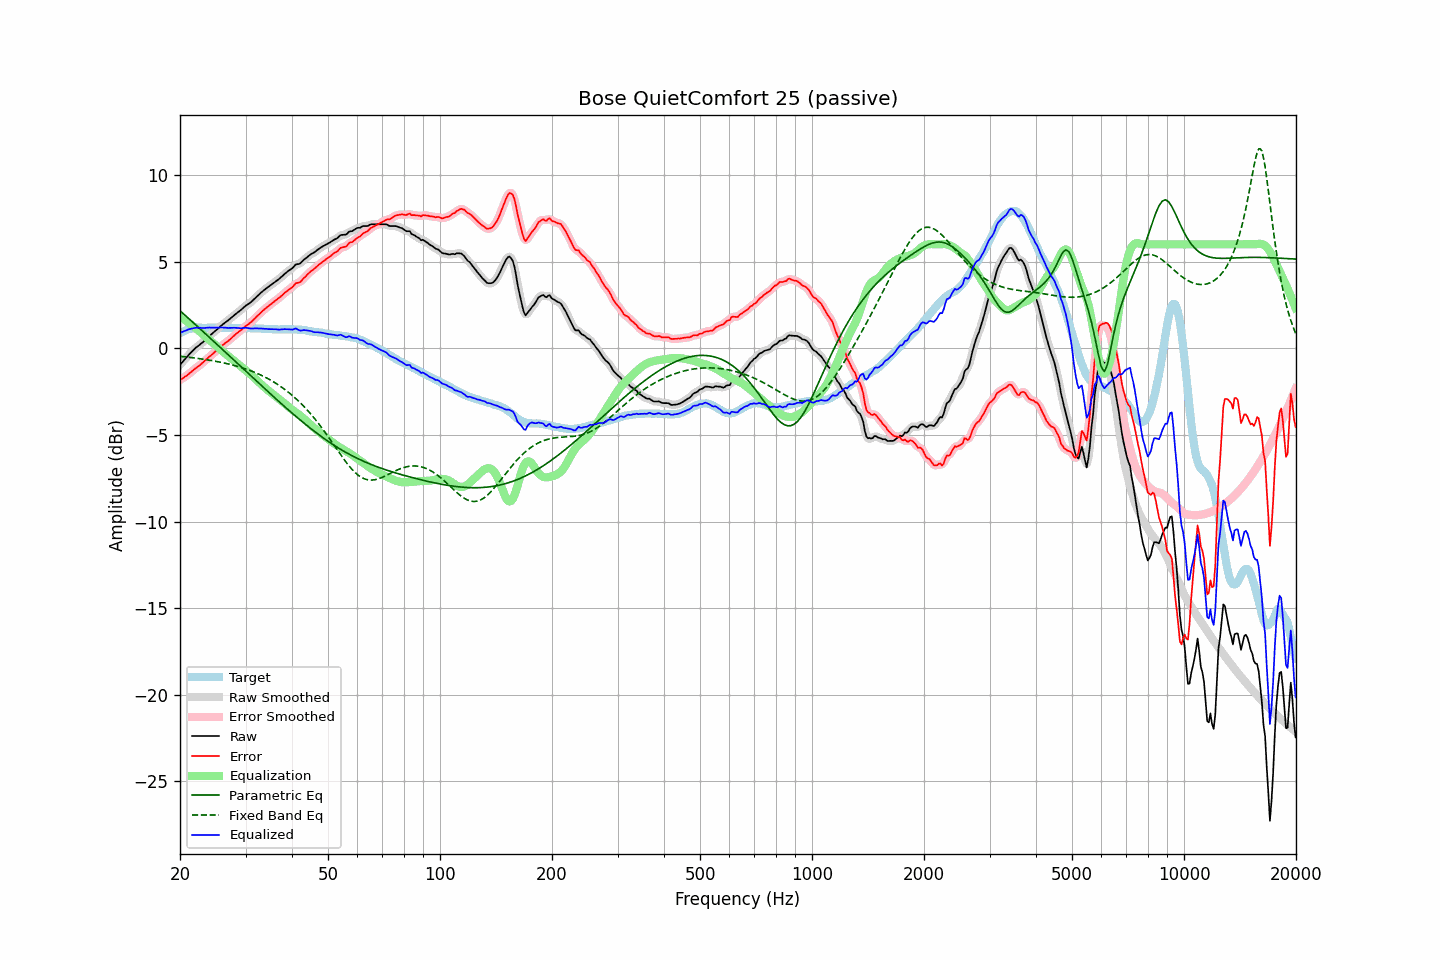 Bose QuietComfort 25 (passive)
Amplitude (dBr)
10
5
0
−5
−10
−15
−20
−25
Target
Raw Smoothed
Error Smoothed
Raw
Error
Equalization
Parametric Eq
Fixed Band Eq
Equalized
20 50 100 200 500 1000 2000 5000 10000 20000
Frequency (Hz)